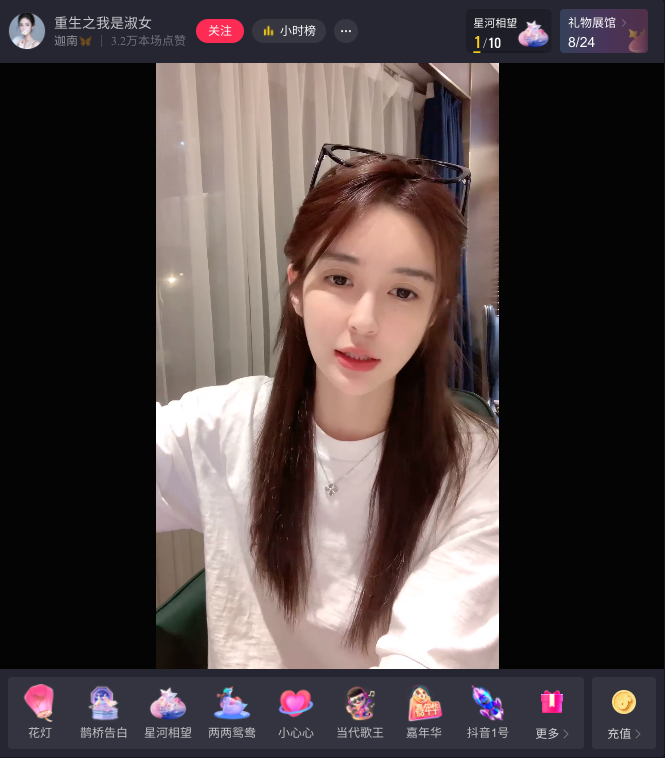 重生之我是淑女
迦南 | 3.2万本场点赞
关注
小时榜
星河相望
1/10
礼物展馆
8/24
花灯
鹊桥告白
星河相望
两两鸳鸯
小心心
当代歌王
嘉年华
嘉年华
抖音1号
更多
充值